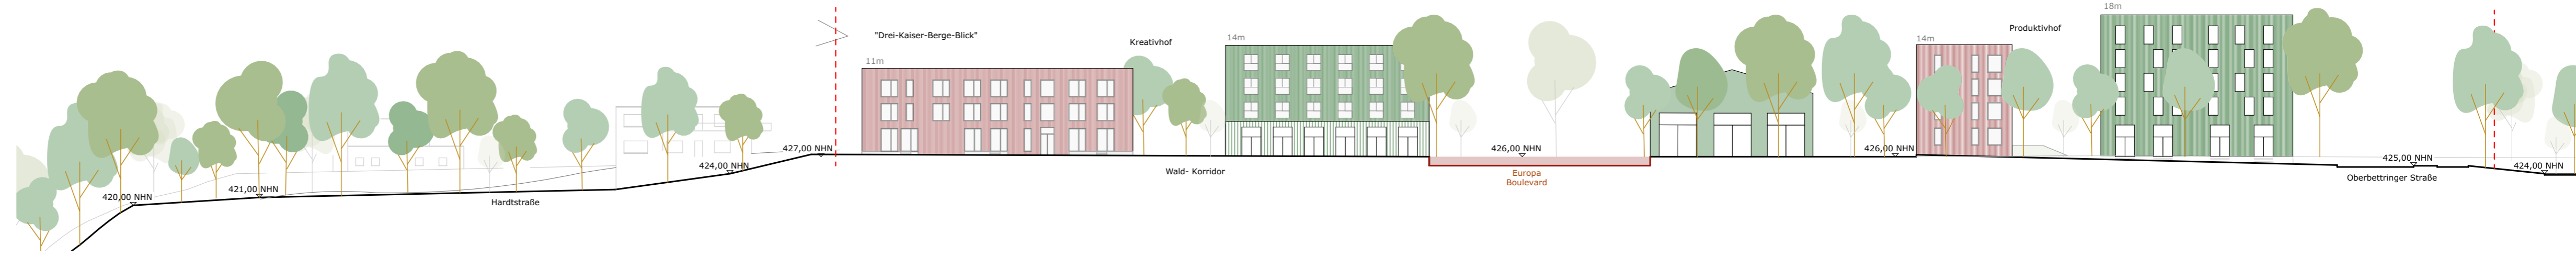 18m
"Drei-Kaiser-Berge-Blick"
Produktivhof
Kreativhof
14m
14m
11m
427,00 NHN
426,00 NHN
426,00 NHN
425,00 NHN
424,00 NHN
424,00 NHN
Wald- Korridor
Europa
Boulevard
Oberbettringer Straße
421,00 NHN
420,00 NHN
Hardtstraße